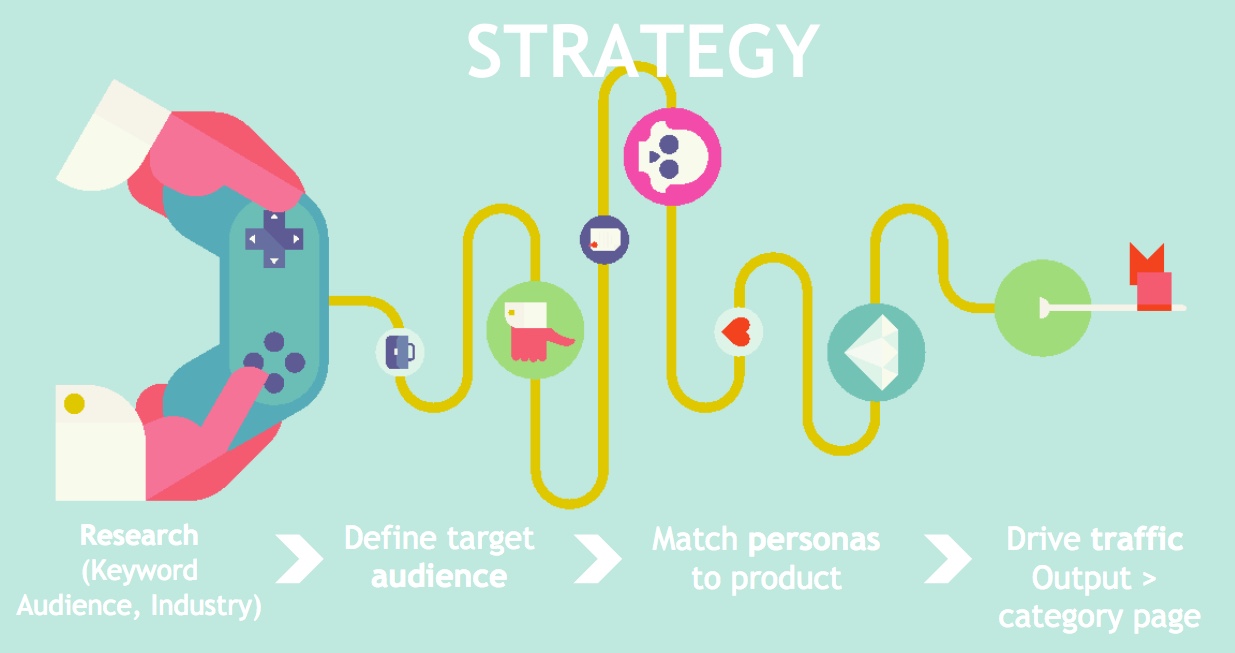 STRATEGY
Research
(Keyword
Audience, Industry)
Define target
audience
Match personas
to product
Drive traffic
Output >
category page